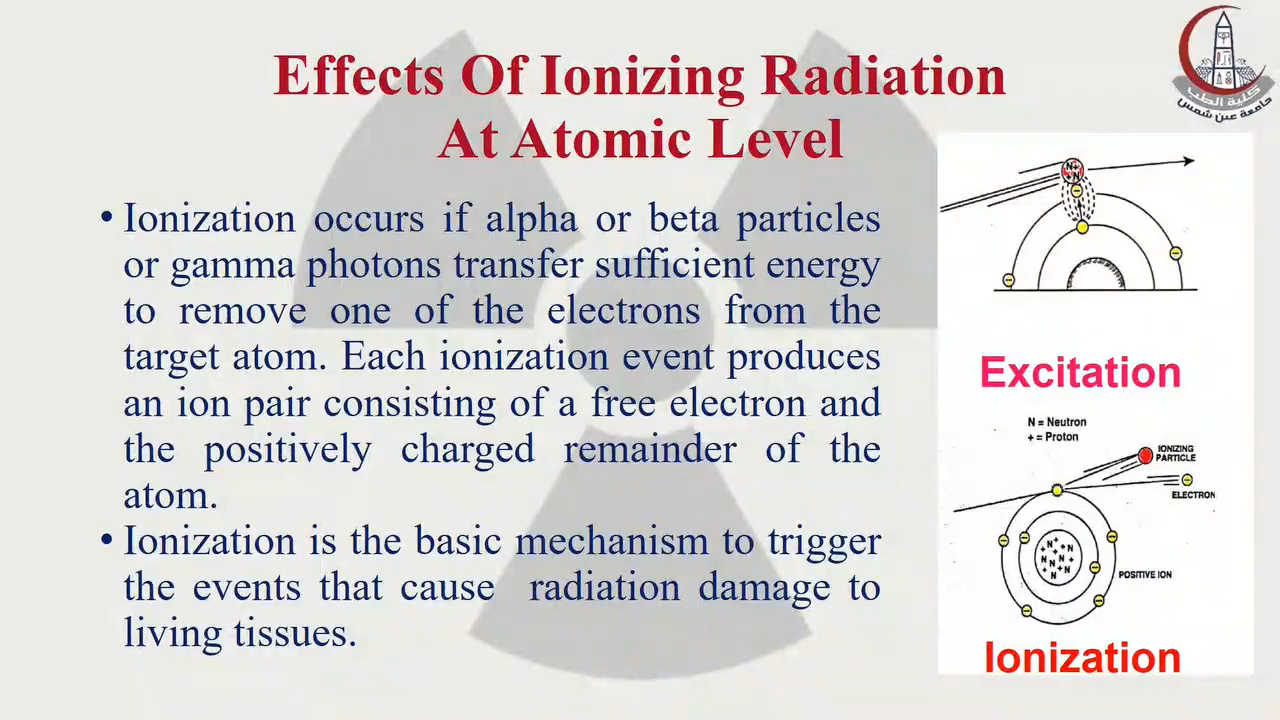 Effects Of Ionizing Radiation
At Atomic Level
• Ionization occurs if alpha or beta particles
or gamma photons transfer sufficient energy
to remove one of the electrons from the
target atom. Each ionization event produces
an ion pair consisting of a free electron and
the positively charged remainder of the
atom.
• Ionization is the basic mechanism to trigger
the events that cause radiation damage to
living tissues.
كلية الطب
جامعة عين شمس
N +
+ N
Excitation
N = Neutron
+ = Proton
IONIZING
PARTICLE
ELECTRON
POSITIVE ION
Ionization